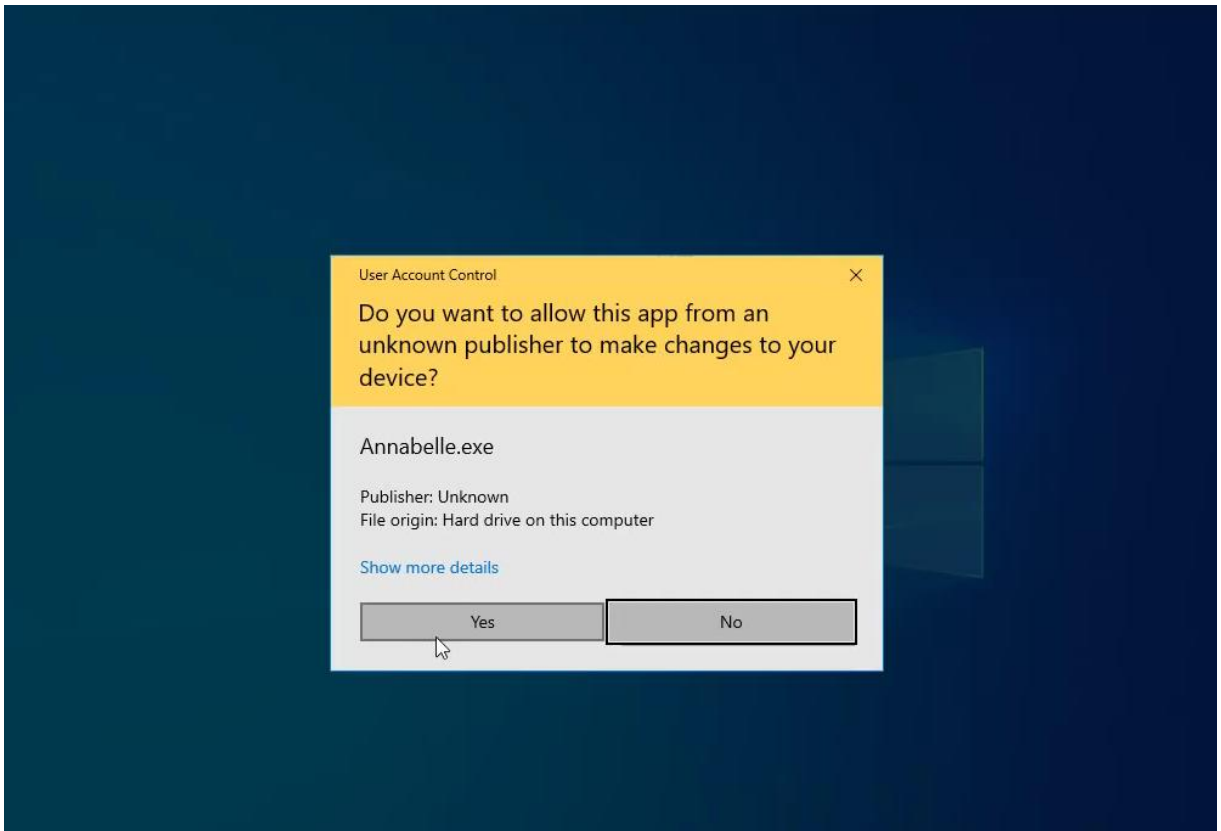 User Account Control
Do you want to allow this app from an
unknown publisher to make changes to your
device?
Annabelle.exe
Publisher: Unknown
File origin: Hard drive on this computer
Show more details
Yes
No